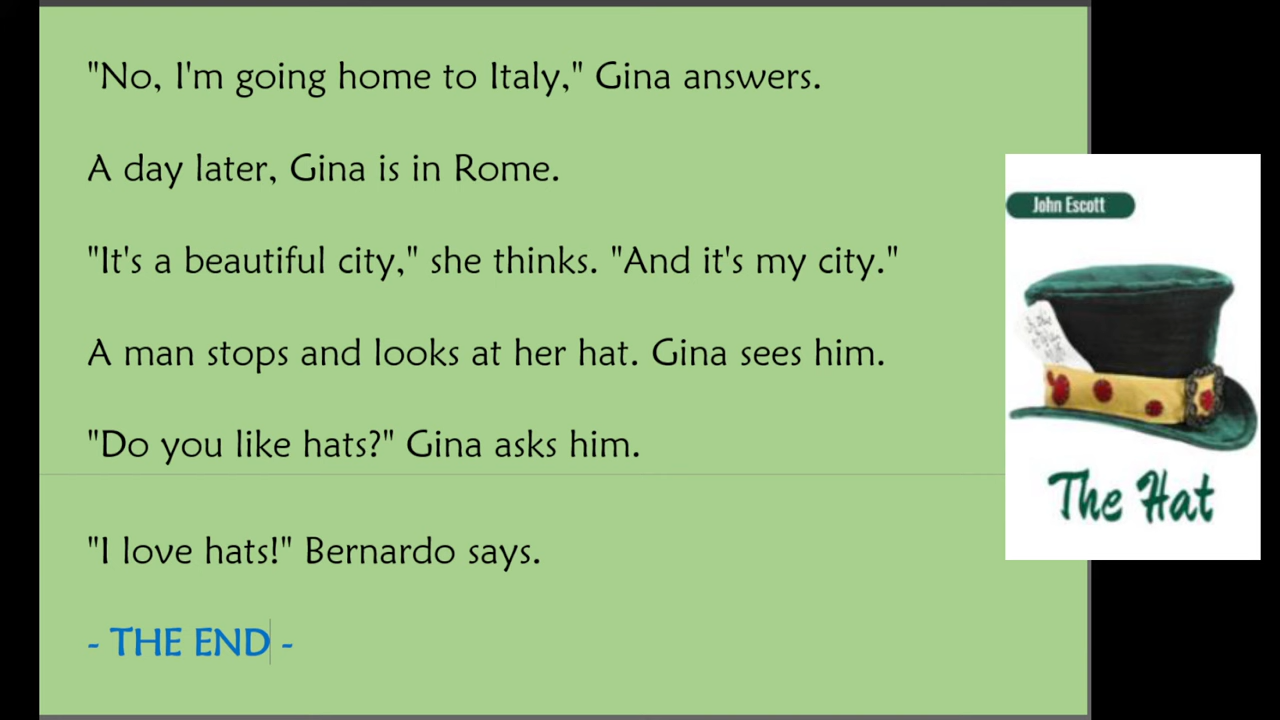 "No, I'm going home to Italy," Gina answers.
A day later, Gina is in Rome.
"It's a beautiful city," she thinks. "And it's my city."
A man stops and looks at her hat. Gina sees him.
"Do you like hats?" Gina asks him.
"I love hats!" Bernardo says.
- THE END -
John Escott
The Hat